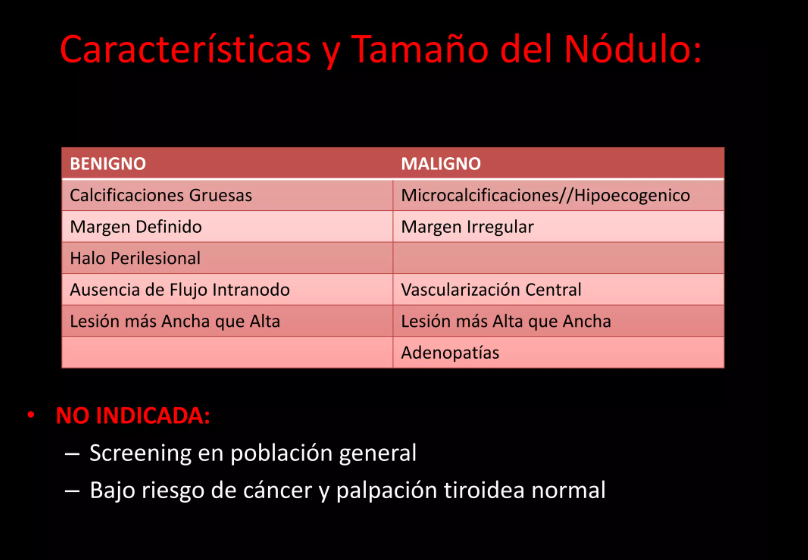 Características y Tamaño del Nódulo:
BENIGNO MALIGNO
Calcificaciones Gruesas Microcalcificaciones//Hipoecogenico
Margen Definido Margen Irregular
Halo Perilesional
Ausencia de Flujo Intranodo Vascularización Central
Lesión más Ancha que Alta Lesión más Alta que Ancha
Adenopatías
• NO INDICADA:
– Screening en población general
– Bajo riesgo de cáncer y palpación tiroidea normal